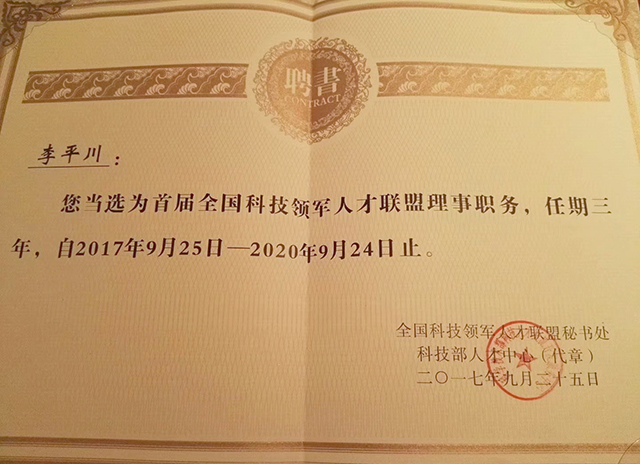 聘書
CONTRACT
李平川：
您当选为首届全国科技领军人才联盟理事职务，任期三
年，自2017年9月25日—2020年9月24日止。
全国科技领军人才联盟秘书处
科技部人才中心（代章）
二〇一七年九月二十五日